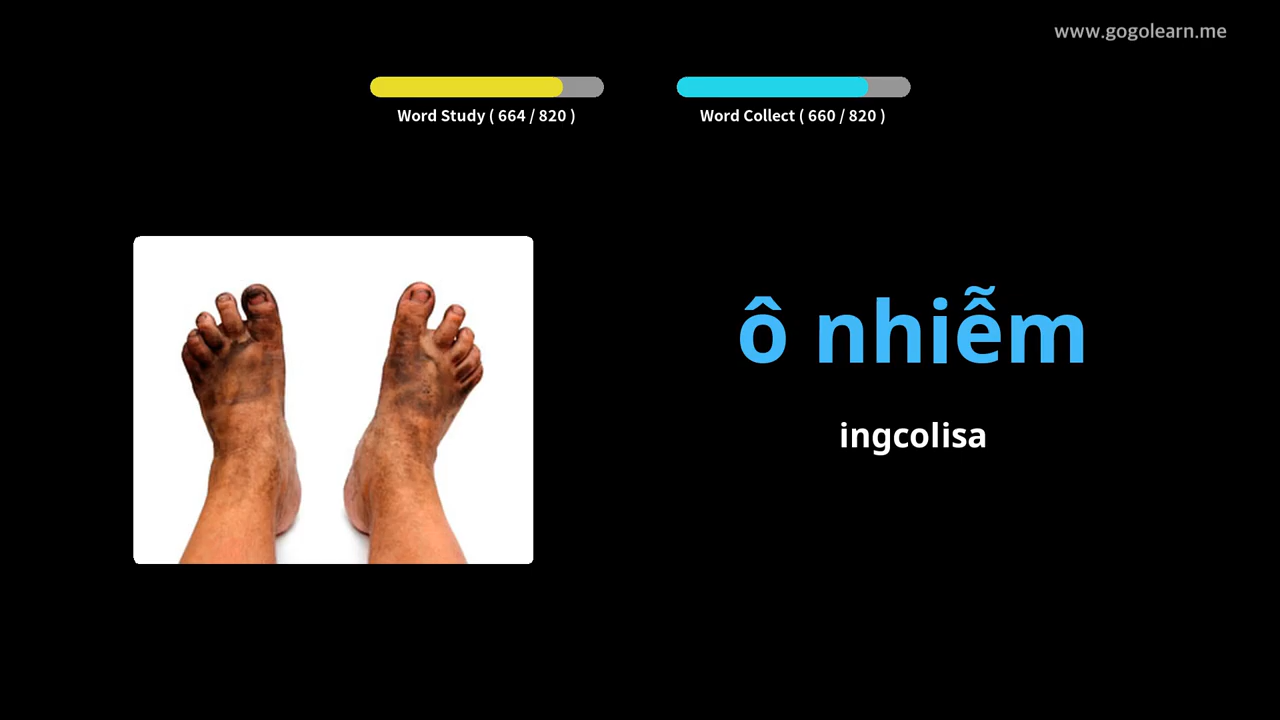 www.gogolearn.me
Word Study ( 664 / 820 )
Word Collect ( 660 / 820 )
ô nhiễm
ingcolisa